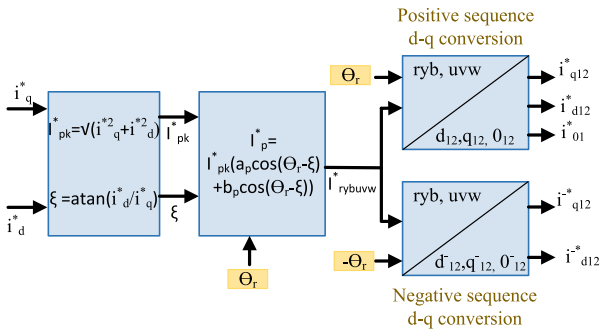 Positive sequence
d-q conversion
i*q
I*pk=√(i*2q+i*2d)
ξ =atan(i*d/i*q)
i*d
I*pk
ξ
I*p=
I*pk(apcos(Θr-ξ)
+bpcos(Θr-ξ))
Θr
I*rybuvw
Θr
ryb, uvw
d12,q12, 012
i*q12
i*d12
i*01
-Θr
ryb, uvw
d-12,q-12, 0-12
i-*q12
i-*d12
Negative sequence
d-q conversion